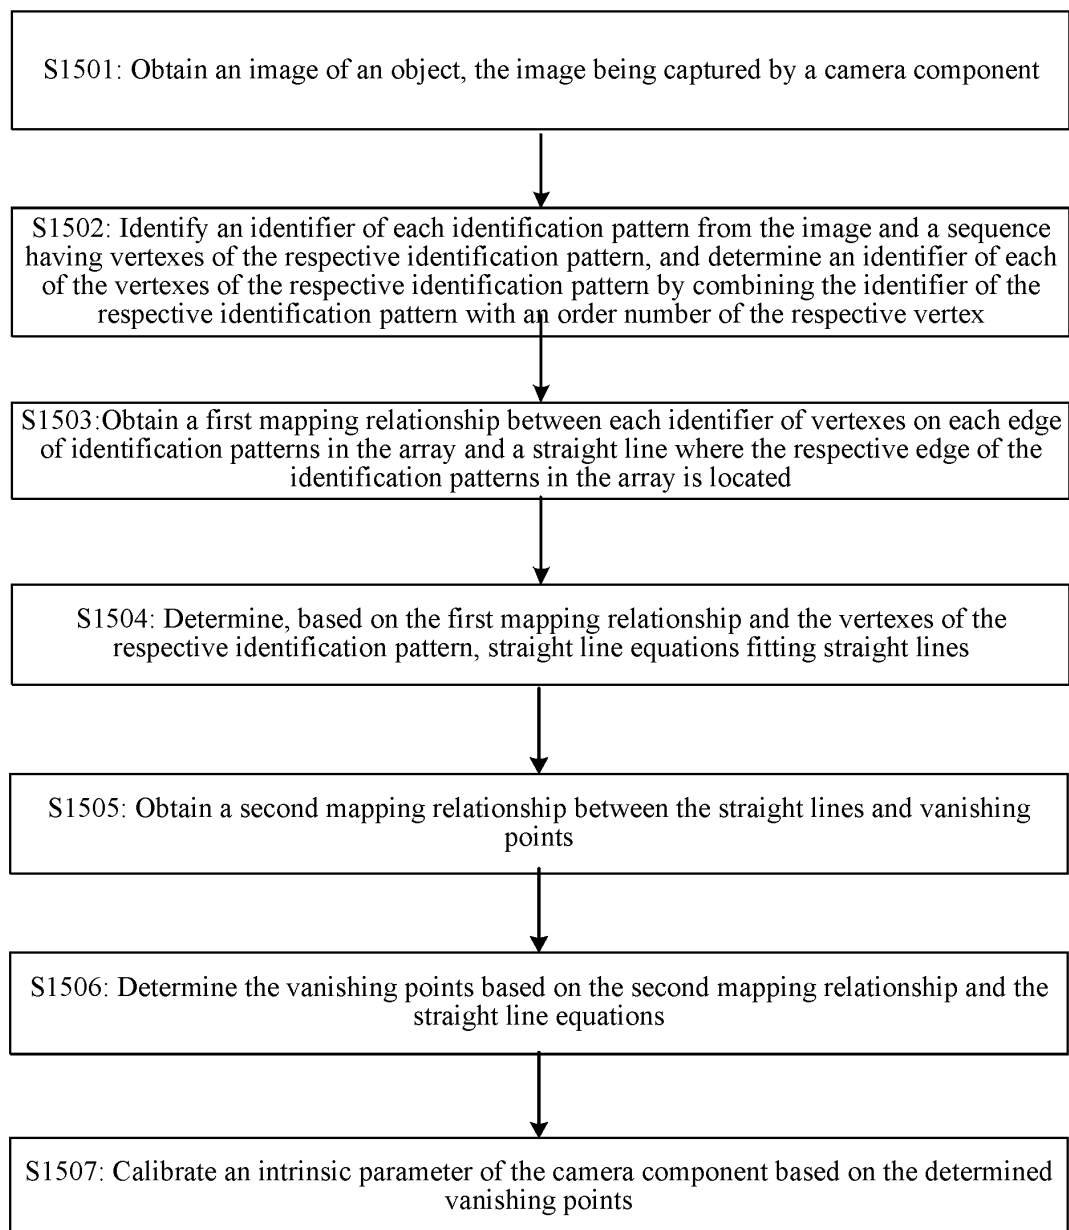 S1501: Obtain an image of an object, the image being captured by a camera component
S1502: Identify an identifier of each identification pattern from the image and a sequence
having vertexes of the respective identification pattern, and determine an identifier of each
of the vertexes of the respective identification pattern by combining the identifier of the
respective identification pattern with an order number of the respective vertex
S1503:Obtain a first mapping relationship between each identifier of vertexes on each edge
of identification patterns in the array and a straight line where the respective edge of the
identification patterns in the array is located
S1504: Determine, based on the first mapping relationship and the vertexes of the
respective identification pattern, straight line equations fitting straight lines
S1505: Obtain a second mapping relationship between the straight lines and vanishing
points
S1506: Determine the vanishing points based on the second mapping relationship and the
straight line equations
S1507: Calibrate an intrinsic parameter of the camera component based on the determined
vanishing points